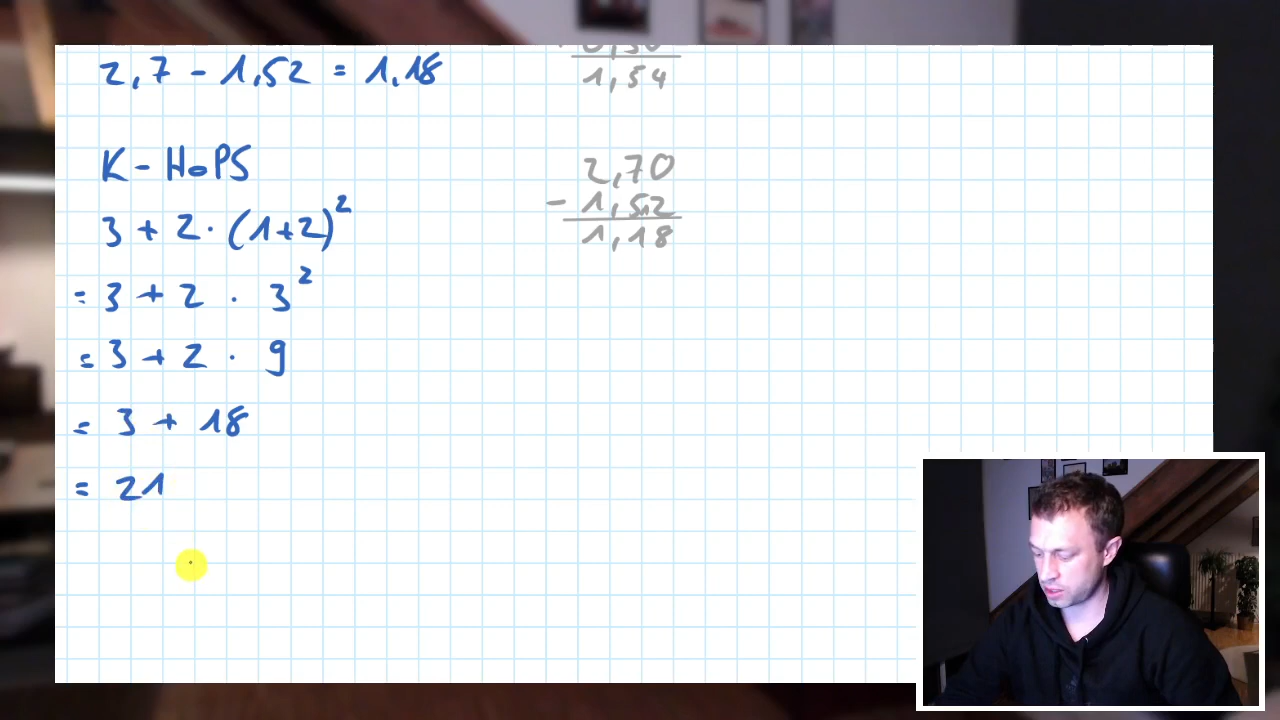 2,7 - 1,52 = 1,18
K-HoPS
3 + 2 · (1+2)²
= 3 + 2 · 3²
= 3 + 2 · 9
= 3 + 18
= 21
1,54
2,70
- 1,52
1,18